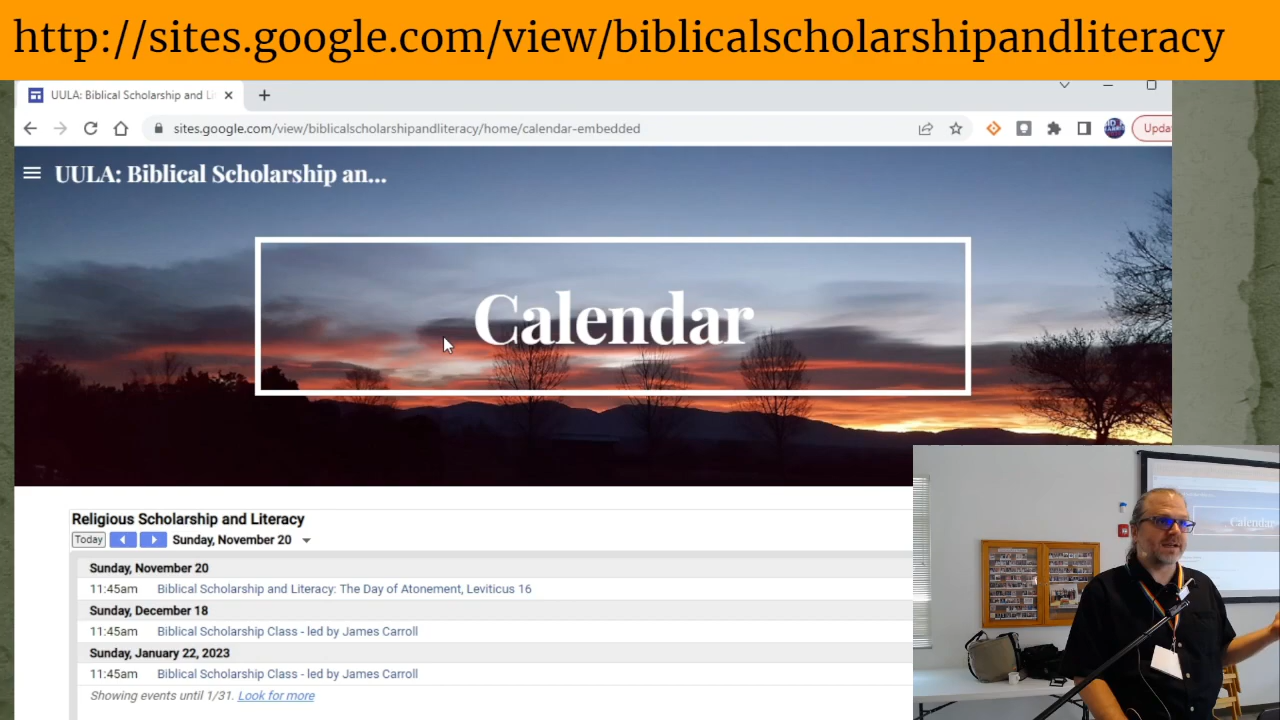 http://sites.google.com/view/biblicalscholarshipandliteracy
UULA: Biblical Scholarship and Li
sites.google.com/view/biblicalscholarshipandliteracy/home/calendar-embedded
Upda
UULA: Biblical Scholarship an...
Calendar
Religious Scholarship and Literacy
Today Sunday, November 20
Sunday, November 20
11:45am Biblical Scholarship and Literacy: The Day of Atonement, Leviticus 16
Sunday, December 18
11:45am Biblical Scholarship Class - led by James Carroll
Sunday, January 22, 2023
11:45am Biblical Scholarship Class - led by James Carroll
Showing events until 1/31. Look for more
Calendar